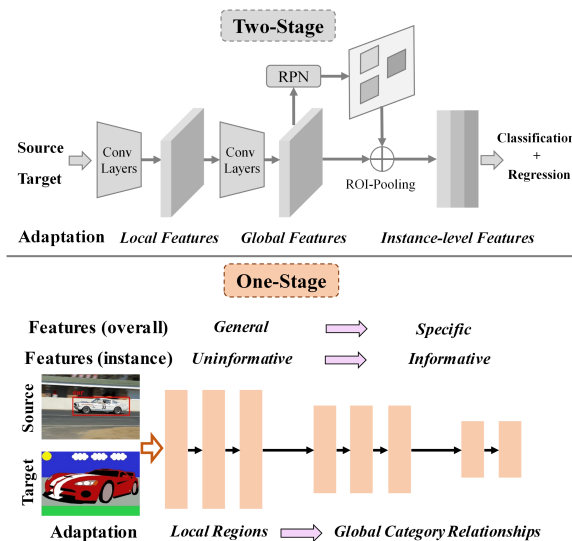 Two-Stage
RPN
Source
Target
Conv
Layers
Conv
Layers
ROI-Pooling
Classification
+
Regression
Adaptation
Local Features
Global Features
Instance-level Features
One-Stage
Features (overall) General Specific
Features (instance) Uninformative Informative
Source
Target
Adaptation
Local Regions
Global Category Relationships